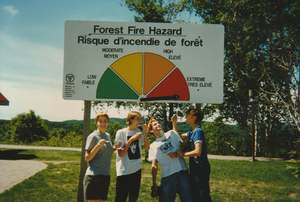 Forest Fire Hazard
Risque d'incendie de forêt
MODERATE
MOYEN
HIGH
ÉLEVÉ
LOW
FAIBLE
EXTREME
TRÈS ÉLEVÉ